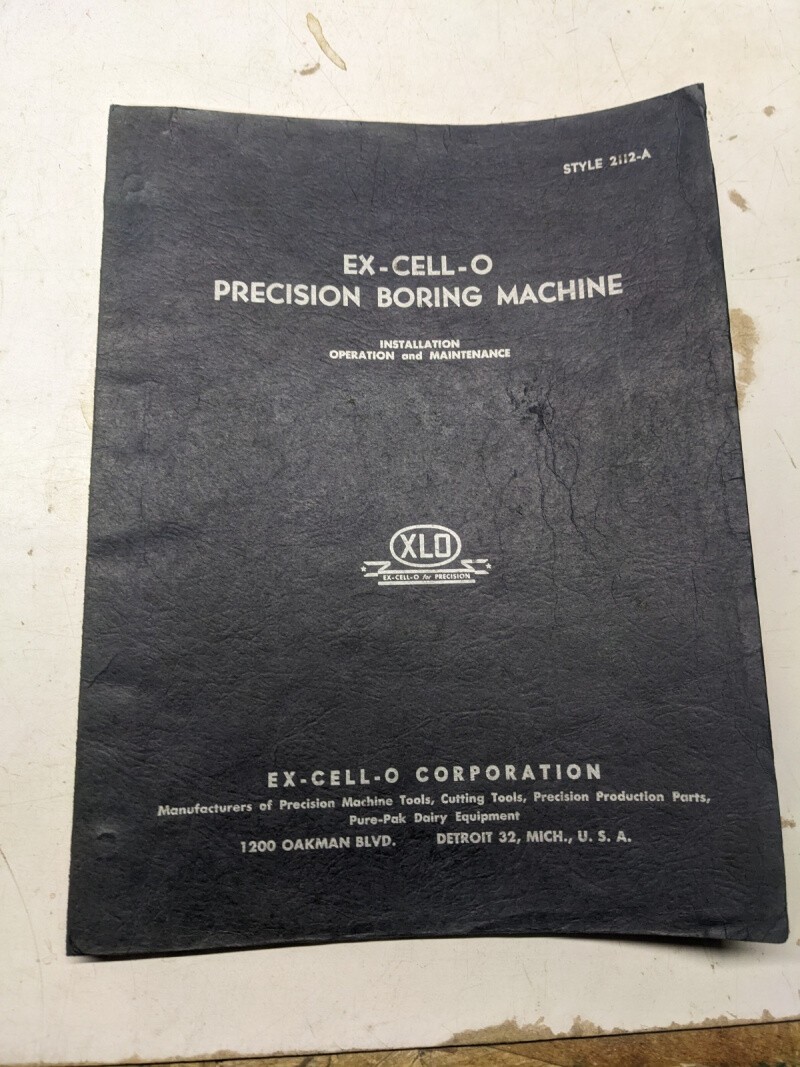 STYLE 2112-A
EX-CELL-O
PRECISION BORING MACHINE
INSTALLATION
OPERATION and MAINTENANCE
XLO
EX-CELL-O for PRECISION
EX-CELL-O CORPORATION
Manufacturers of Precision Machine Tools, Cutting Tools, Precision Production Parts,
Pure-Pak Dairy Equipment
1200 OAKMAN BLVD. DETROIT 32, MICH., U. S. A.